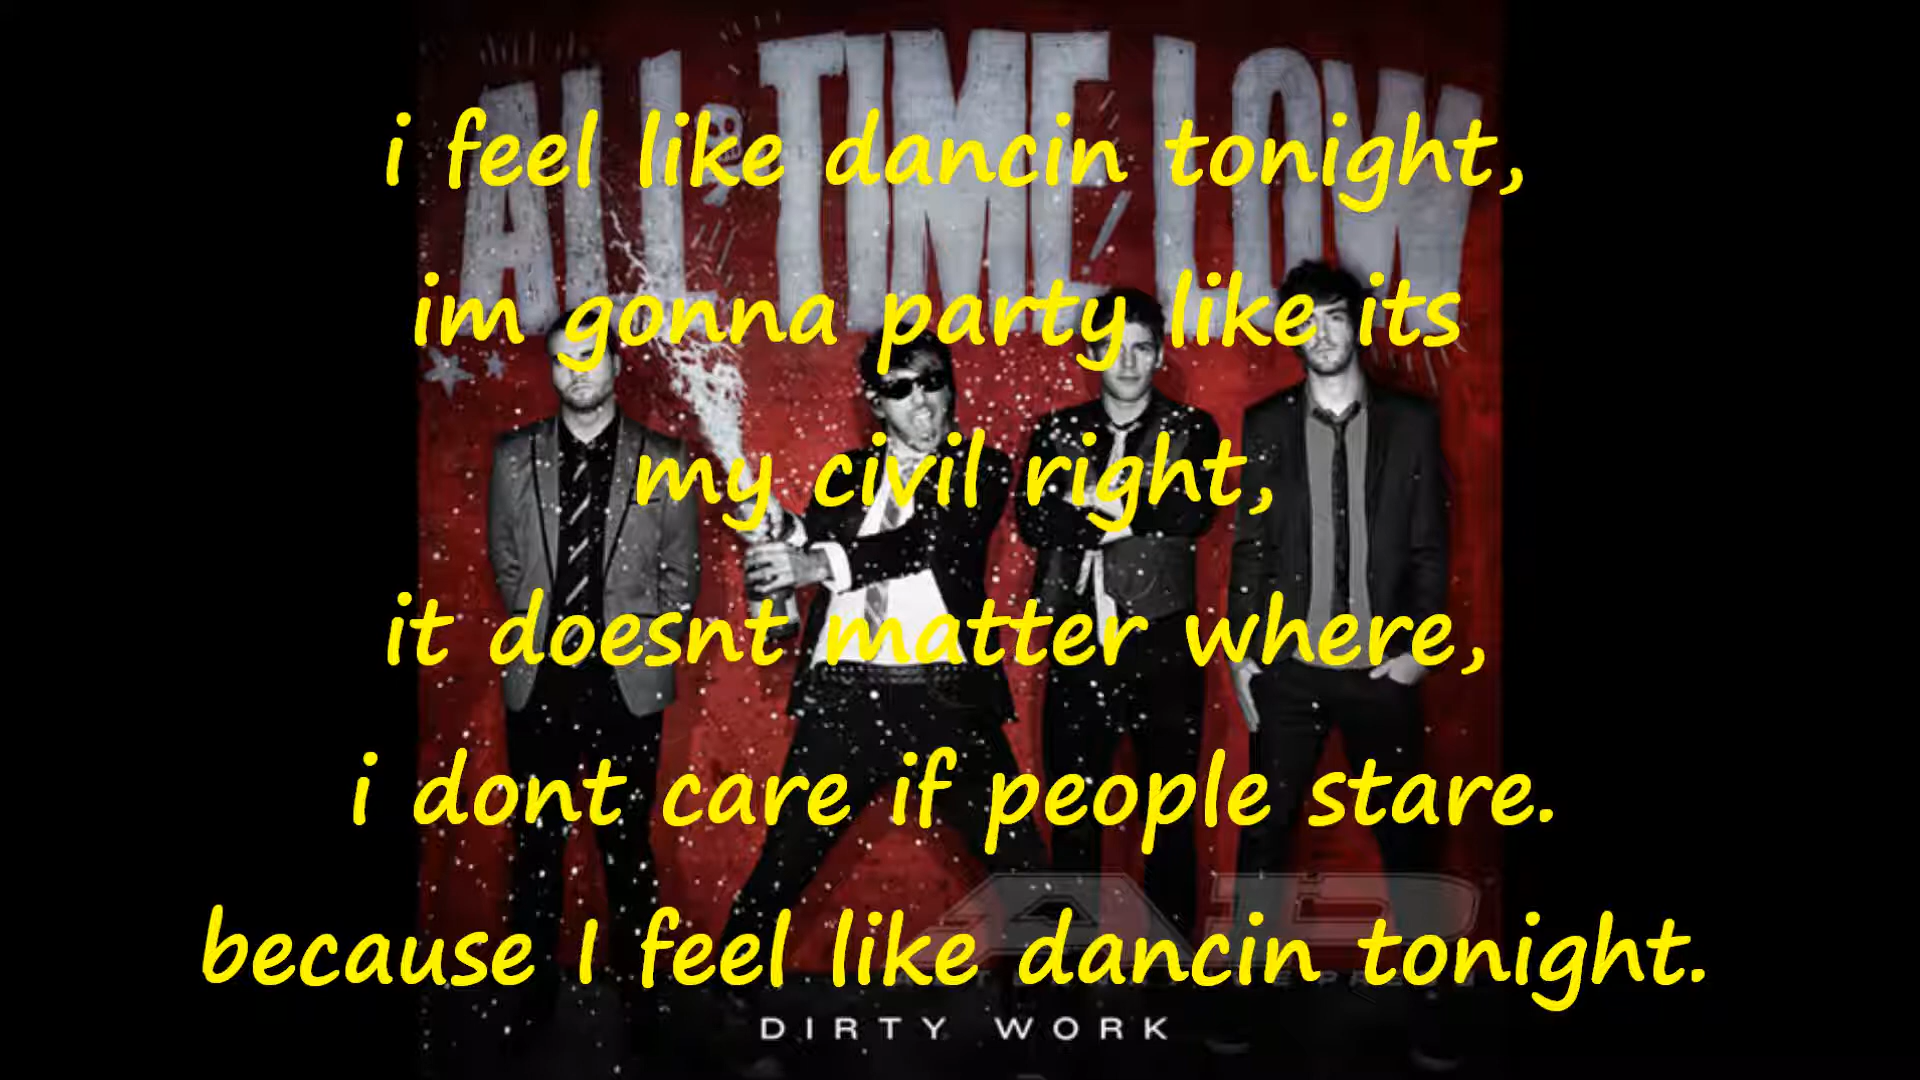 ALL TIME LOW
i feel like dancin tonight,
im gonna party like its
my civil right,
it doesnt matter where,
i dont care if people stare.
because I feel like dancin tonight.
DIRTY WORK